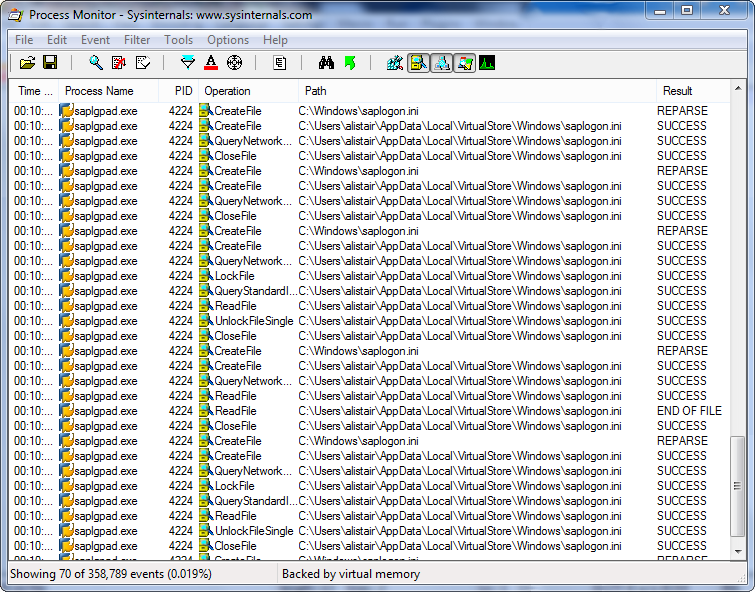 Process Monitor - Sysinternals: www.sysinternals.com
File Edit Event Filter Tools Options Help
Time ... Process Name PID Operation Path Result
00:10:... saplgpad.exe 4224 CreateFile C:\Windows\saplogon.ini REPARSE
00:10:... saplgpad.exe 4224 CreateFile C:\Users\alistair\AppData\Local\VirtualStore\Windows\saplogon.ini SUCCESS
00:10:... saplgpad.exe 4224 QueryNetwork... C:\Users\alistair\AppData\Local\VirtualStore\Windows\saplogon.ini SUCCESS
00:10:... saplgpad.exe 4224 CloseFile C:\Users\alistair\AppData\Local\VirtualStore\Windows\saplogon.ini SUCCESS
00:10:... saplgpad.exe 4224 CreateFile C:\Windows\saplogon.ini REPARSE
00:10:... saplgpad.exe 4224 CreateFile C:\Users\alistair\AppData\Local\VirtualStore\Windows\saplogon.ini SUCCESS
00:10:... saplgpad.exe 4224 QueryNetwork... C:\Users\alistair\AppData\Local\VirtualStore\Windows\saplogon.ini SUCCESS
00:10:... saplgpad.exe 4224 CloseFile C:\Users\alistair\AppData\Local\VirtualStore\Windows\saplogon.ini SUCCESS
00:10:... saplgpad.exe 4224 CreateFile C:\Windows\saplogon.ini REPARSE
00:10:... saplgpad.exe 4224 CreateFile C:\Users\alistair\AppData\Local\VirtualStore\Windows\saplogon.ini SUCCESS
00:10:... saplgpad.exe 4224 QueryNetwork... C:\Users\alistair\AppData\Local\VirtualStore\Windows\saplogon.ini SUCCESS
00:10:... saplgpad.exe 4224 LockFile C:\Users\alistair\AppData\Local\VirtualStore\Windows\saplogon.ini SUCCESS
00:10:... saplgpad.exe 4224 QueryStandardI... C:\Users\alistair\AppData\Local\VirtualStore\Windows\saplogon.ini SUCCESS
00:10:... saplgpad.exe 4224 ReadFile C:\Users\alistair\AppData\Local\VirtualStore\Windows\saplogon.ini SUCCESS
00:10:... saplgpad.exe 4224 UnlockFileSingle C:\Users\alistair\AppData\Local\VirtualStore\Windows\saplogon.ini SUCCESS
00:10:... saplgpad.exe 4224 CloseFile C:\Users\alistair\AppData\Local\VirtualStore\Windows\saplogon.ini SUCCESS
00:10:... saplgpad.exe 4224 CreateFile C:\Windows\saplogon.ini REPARSE
00:10:... saplgpad.exe 4224 CreateFile C:\Users\alistair\AppData\Local\VirtualStore\Windows\saplogon.ini SUCCESS
00:10:... saplgpad.exe 4224 QueryNetwork... C:\Users\alistair\AppData\Local\VirtualStore\Windows\saplogon.ini SUCCESS
00:10:... saplgpad.exe 4224 ReadFile C:\Users\alistair\AppData\Local\VirtualStore\Windows\saplogon.ini SUCCESS
00:10:... saplgpad.exe 4224 ReadFile C:\Users\alistair\AppData\Local\VirtualStore\Windows\saplogon.ini END OF FILE
00:10:... saplgpad.exe 4224 CloseFile C:\Users\alistair\AppData\Local\VirtualStore\Windows\saplogon.ini SUCCESS
00:10:... saplgpad.exe 4224 CreateFile C:\Windows\saplogon.ini REPARSE
00:10:... saplgpad.exe 4224 CreateFile C:\Users\alistair\AppData\Local\VirtualStore\Windows\saplogon.ini SUCCESS
00:10:... saplgpad.exe 4224 QueryNetwork... C:\Users\alistair\AppData\Local\VirtualStore\Windows\saplogon.ini SUCCESS
00:10:... saplgpad.exe 4224 LockFile C:\Users\alistair\AppData\Local\VirtualStore\Windows\saplogon.ini SUCCESS
00:10:... saplgpad.exe 4224 QueryStandardI... C:\Users\alistair\AppData\Local\VirtualStore\Windows\saplogon.ini SUCCESS
00:10:... saplgpad.exe 4224 ReadFile C:\Users\alistair\AppData\Local\VirtualStore\Windows\saplogon.ini SUCCESS
00:10:... saplgpad.exe 4224 UnlockFileSingle C:\Users\alistair\AppData\Local\VirtualStore\Windows\saplogon.ini SUCCESS
00:10:... saplgpad.exe 4224 CloseFile C:\Users\alistair\AppData\Local\VirtualStore\Windows\saplogon.ini SUCCESS
Showing 70 of 358,789 events (0.019%) Backed by virtual memory